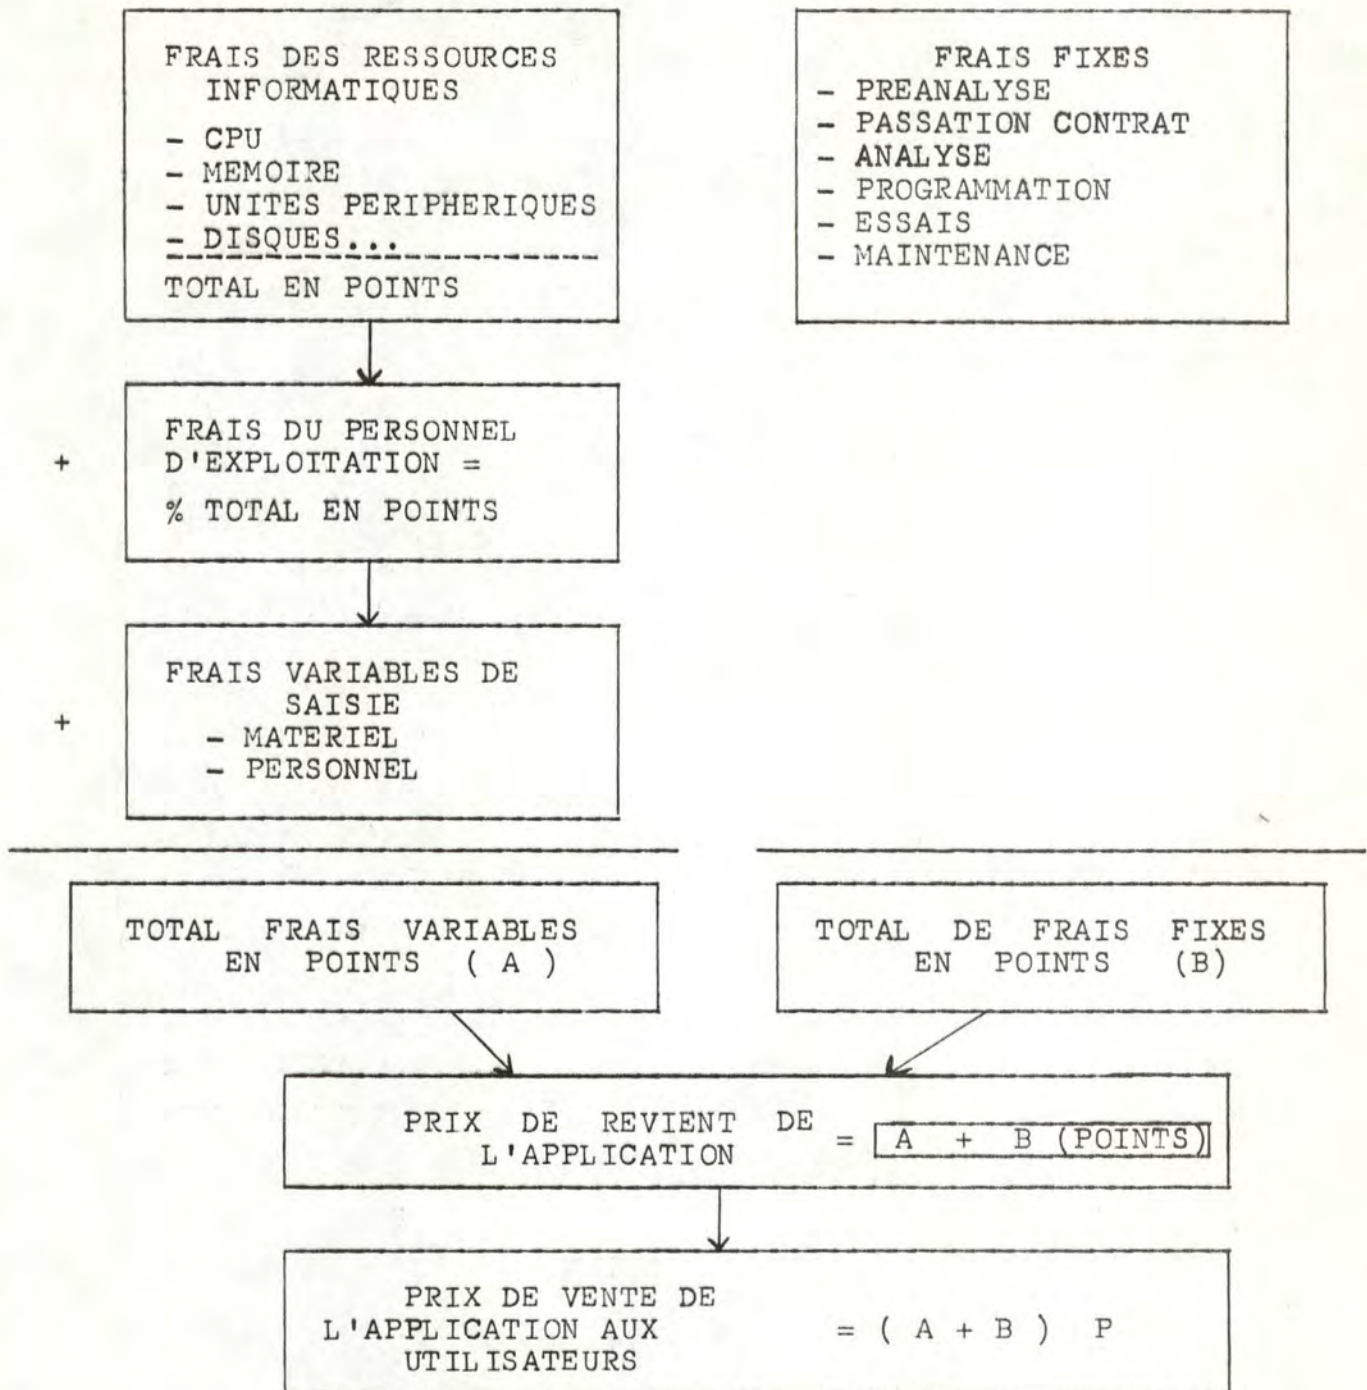 FRAIS DES RESSOURCES
INFORMATIQUES
- CPU
- MEMOIRE
- UNITES PERIPHERIQUES
- DISQUES...
TOTAL EN POINTS
FRAIS FIXES
- PREANALYSE
- PASSATION CONTRAT
- ANALYSE
- PROGRAMMATION
- ESSAIS
- MAINTENANCE
+
FRAIS DU PERSONNEL
D'EXPLOITATION =
% TOTAL EN POINTS
+
FRAIS VARIABLES DE
SAISIE
- MATERIEL
- PERSONNEL
TOTAL FRAIS VARIABLES
EN POINTS ( A )
TOTAL DE FRAIS FIXES
EN POINTS (B)
PRIX DE REVIENT DE
L'APPLICATION
= A + B (POINTS)
PRIX DE VENTE DE
L'APPLICATION AUX
UTILISATEURS
= ( A + B ) P